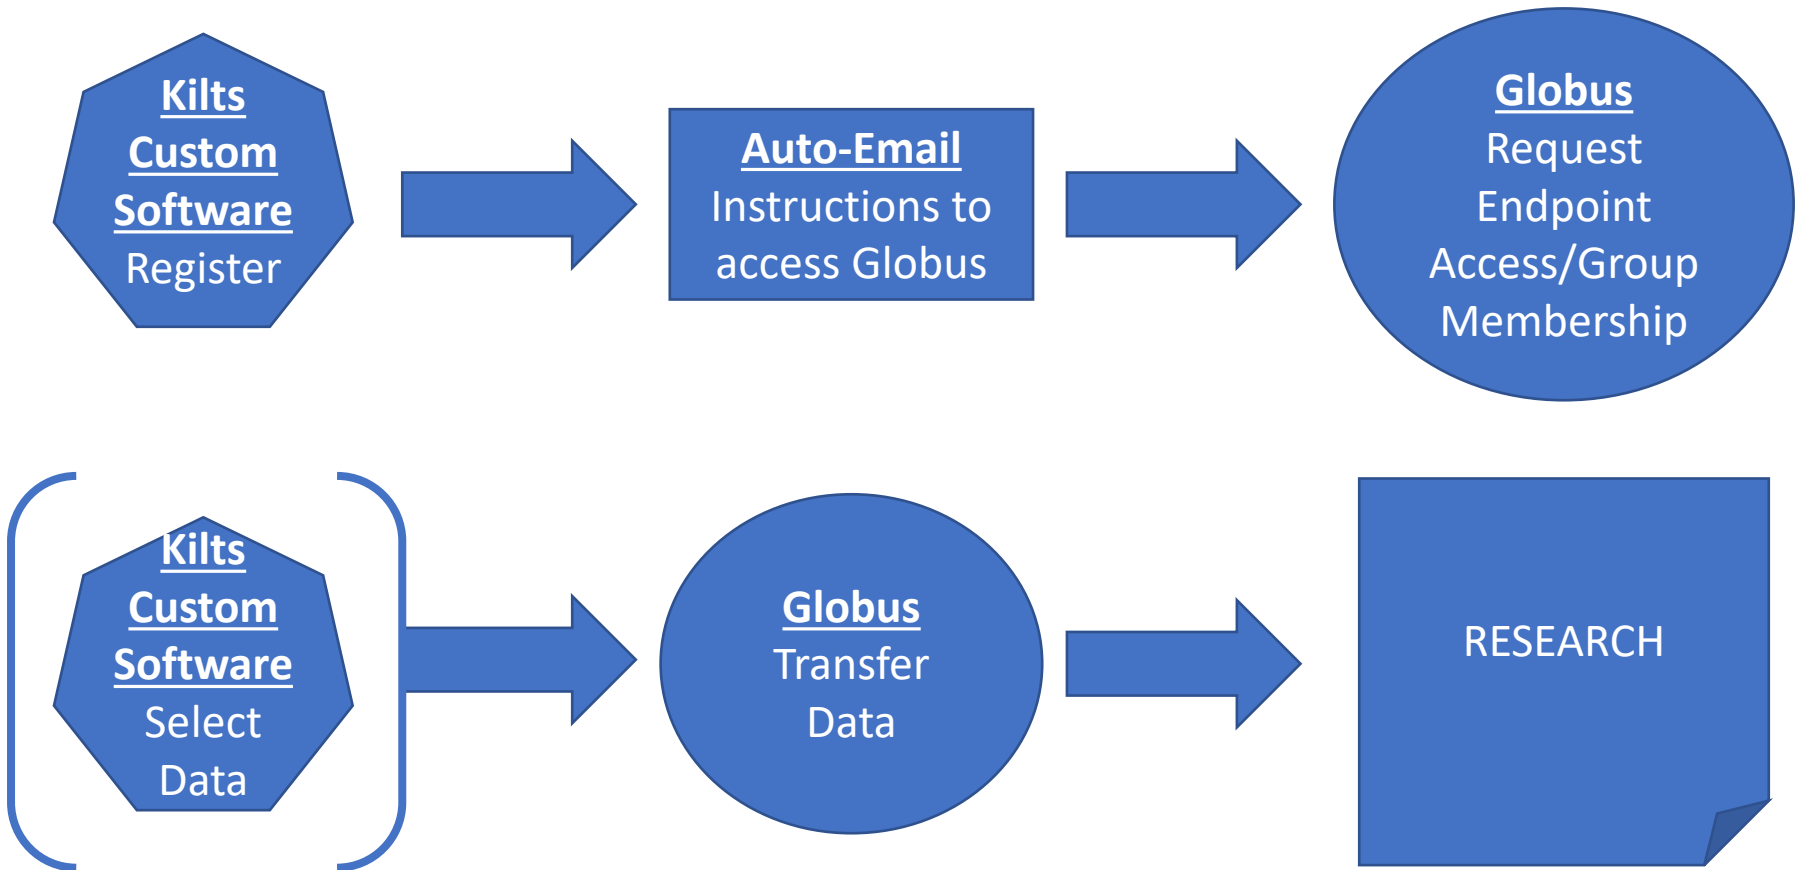 Kilts
Custom
Software
Register
Auto-Email
Instructions to
access Globus
Globus
Request
Endpoint
Access/Group
Membership
Kilts
Custom
Software
Select
Data
Globus
Transfer
Data
RESEARCH